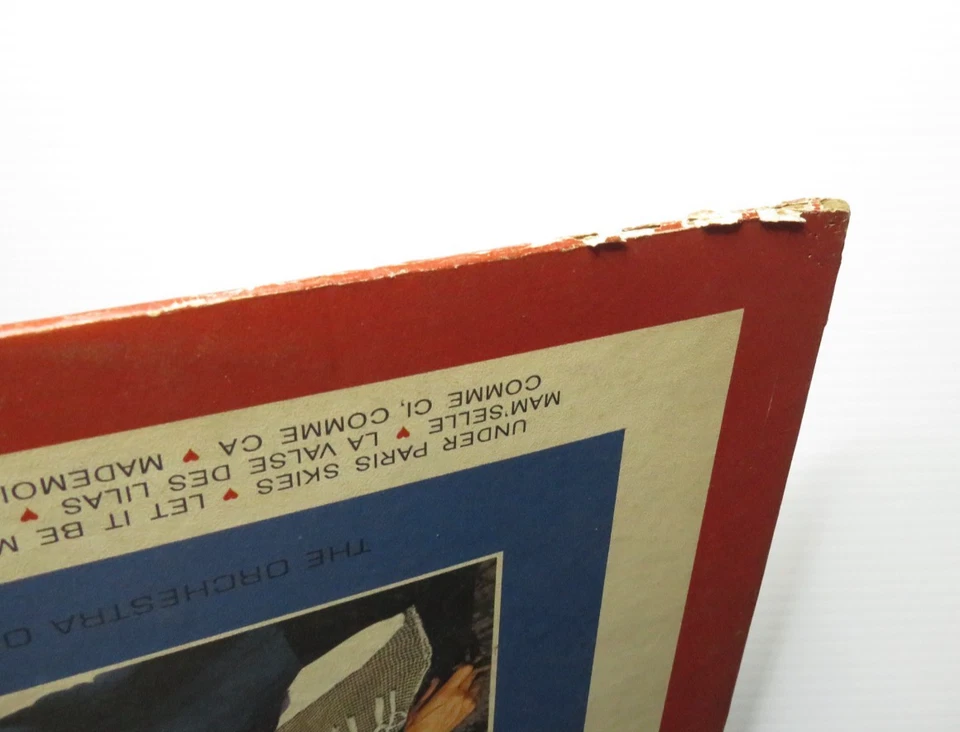 THE ORCHESTRA O
UNDER PARIS SKIES ♥ LET IT BE M
MAM'SELLE ♥ LA VALSE DES LILAS ♥
COMME CI, COMME CA ♥ MADEMOI